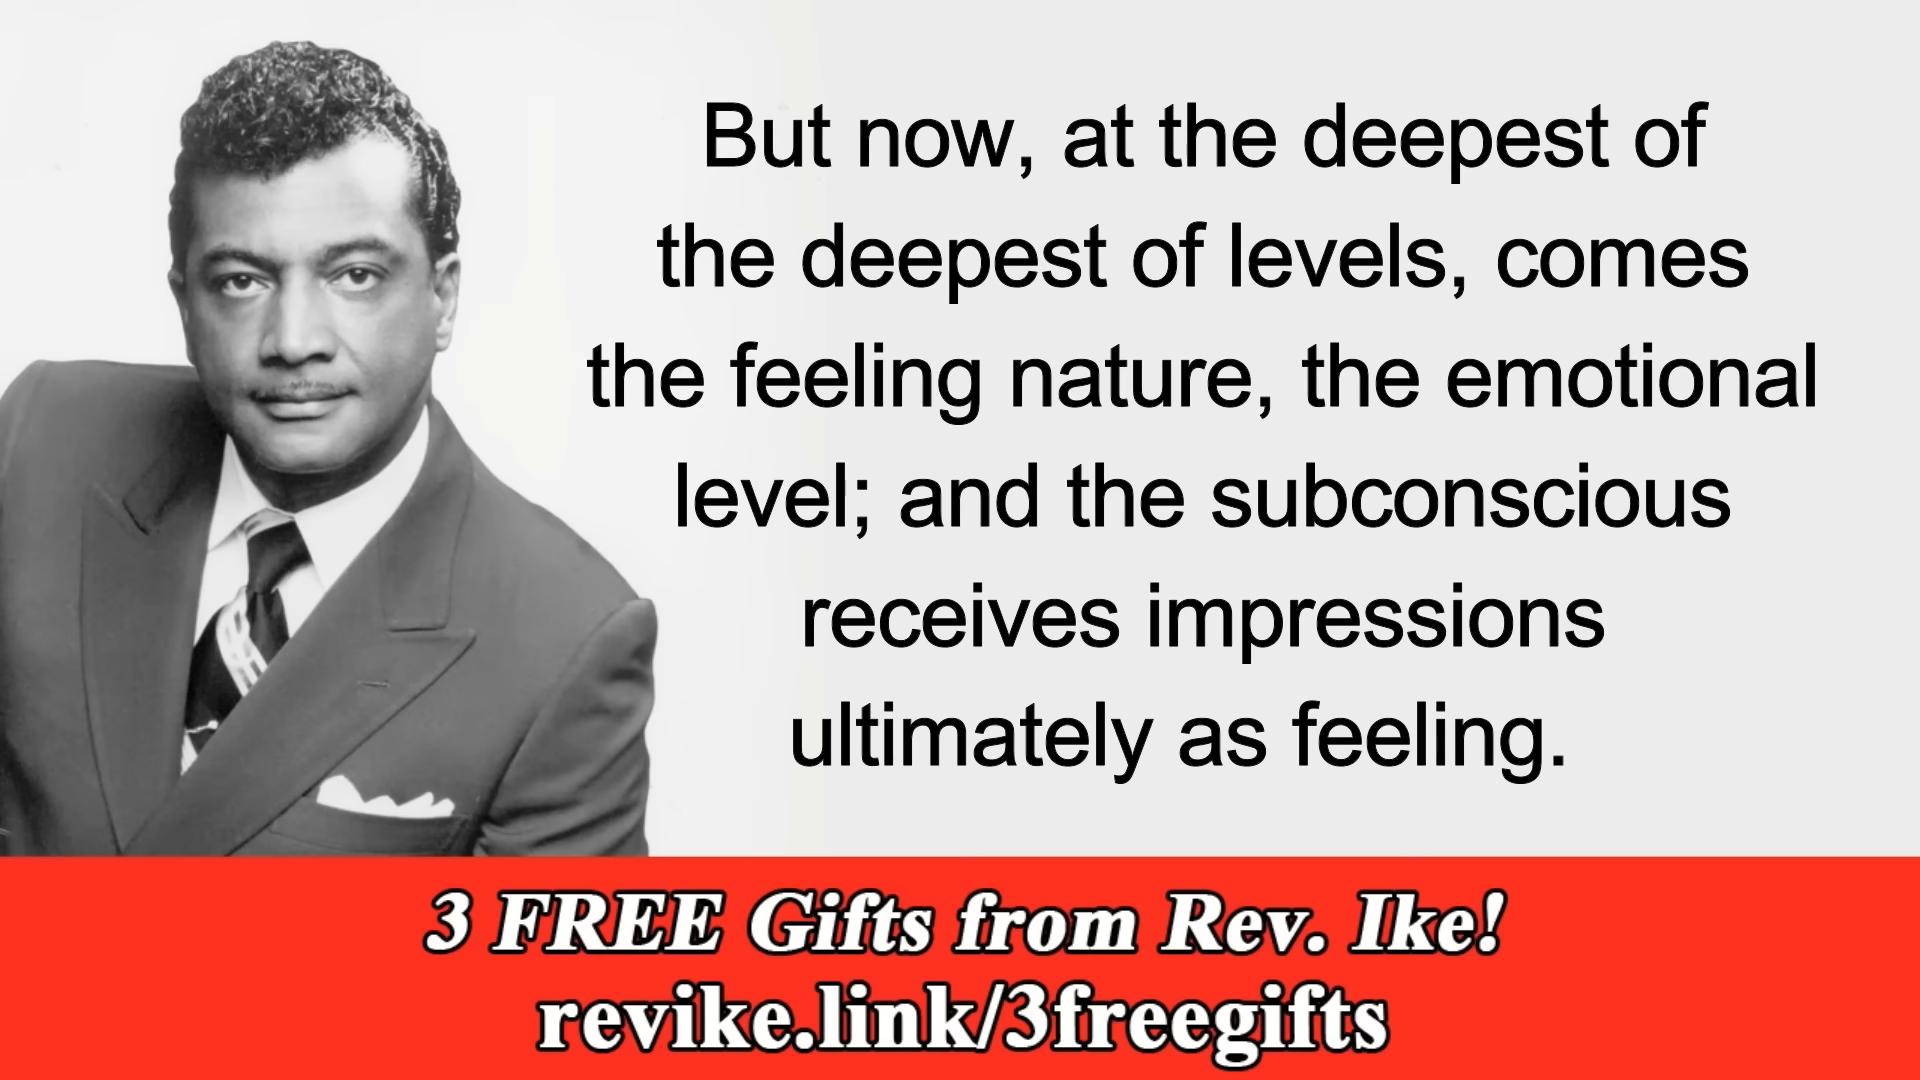 But now, at the deepest of
the deepest of levels, comes
the feeling nature, the emotional
level; and the subconscious
receives impressions
ultimately as feeling.
3 FREE Gifts from Rev. Ike!
revike.link/3freegifts